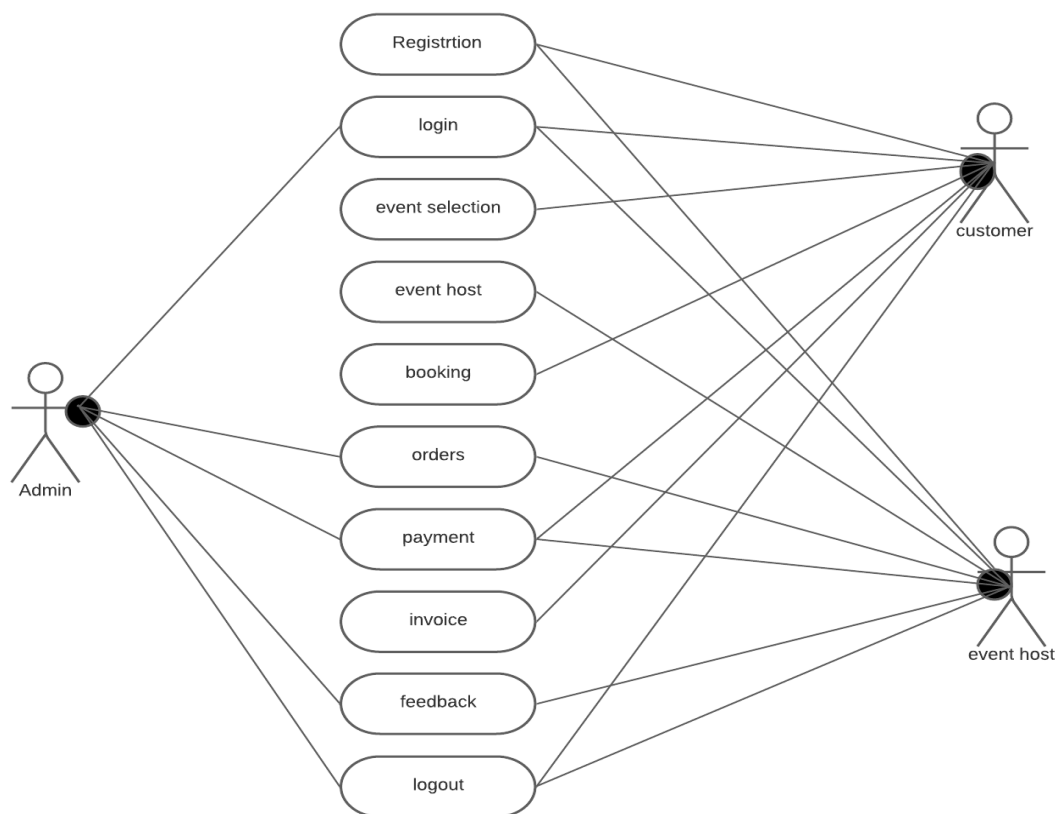 Registrtion
login
event selection
event host
booking
orders
payment
invoice
feedback
logout
Admin
customer
event host